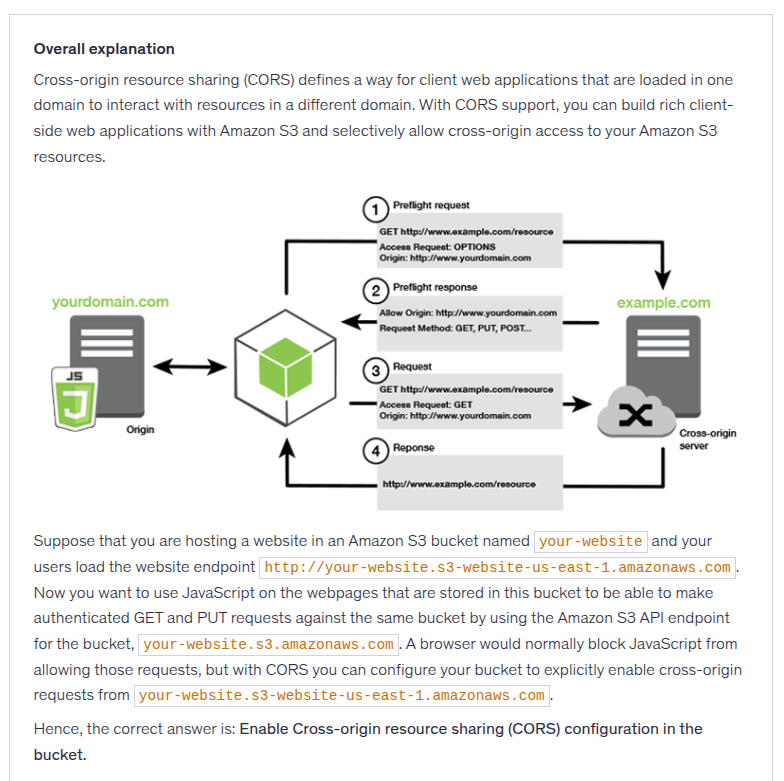 Overall explanation
Cross-origin resource sharing (CORS) defines a way for client web applications that are loaded in one
domain to interact with resources in a different domain. With CORS support, you can build rich client-
side web applications with Amazon S3 and selectively allow cross-origin access to your Amazon S3
resources.
1 Preflight request
GET http://www.example.com/resource
Access Request: OPTIONS
Origin: http://www.yourdomain.com
2 Preflight response
Allow Origin: http://www.yourdomain.com
Request Method: GET, PUT, POST...
yourdomain.com
example.com
3 Request
GET http://www.example.com/resource
Access Request: GET
Origin: http://www.yourdomain.com
JS
Origin
Cross-origin
server
4 Reponse
http://www.example.com/resource
Suppose that you are hosting a website in an Amazon S3 bucket named your-website and your
users load the website endpoint http://your-website.s3-website-us-east-1.amazonaws.com.
Now you want to use JavaScript on the webpages that are stored in this bucket to be able to make
authenticated GET and PUT requests against the same bucket by using the Amazon S3 API endpoint
for the bucket, your-website.s3.amazonaws.com. A browser would normally block JavaScript from
allowing those requests, but with CORS you can configure your bucket to explicitly enable cross-origin
requests from your-website.s3-website-us-east-1.amazonaws.com.
Hence, the correct answer is: Enable Cross-origin resource sharing (CORS) configuration in the
bucket.